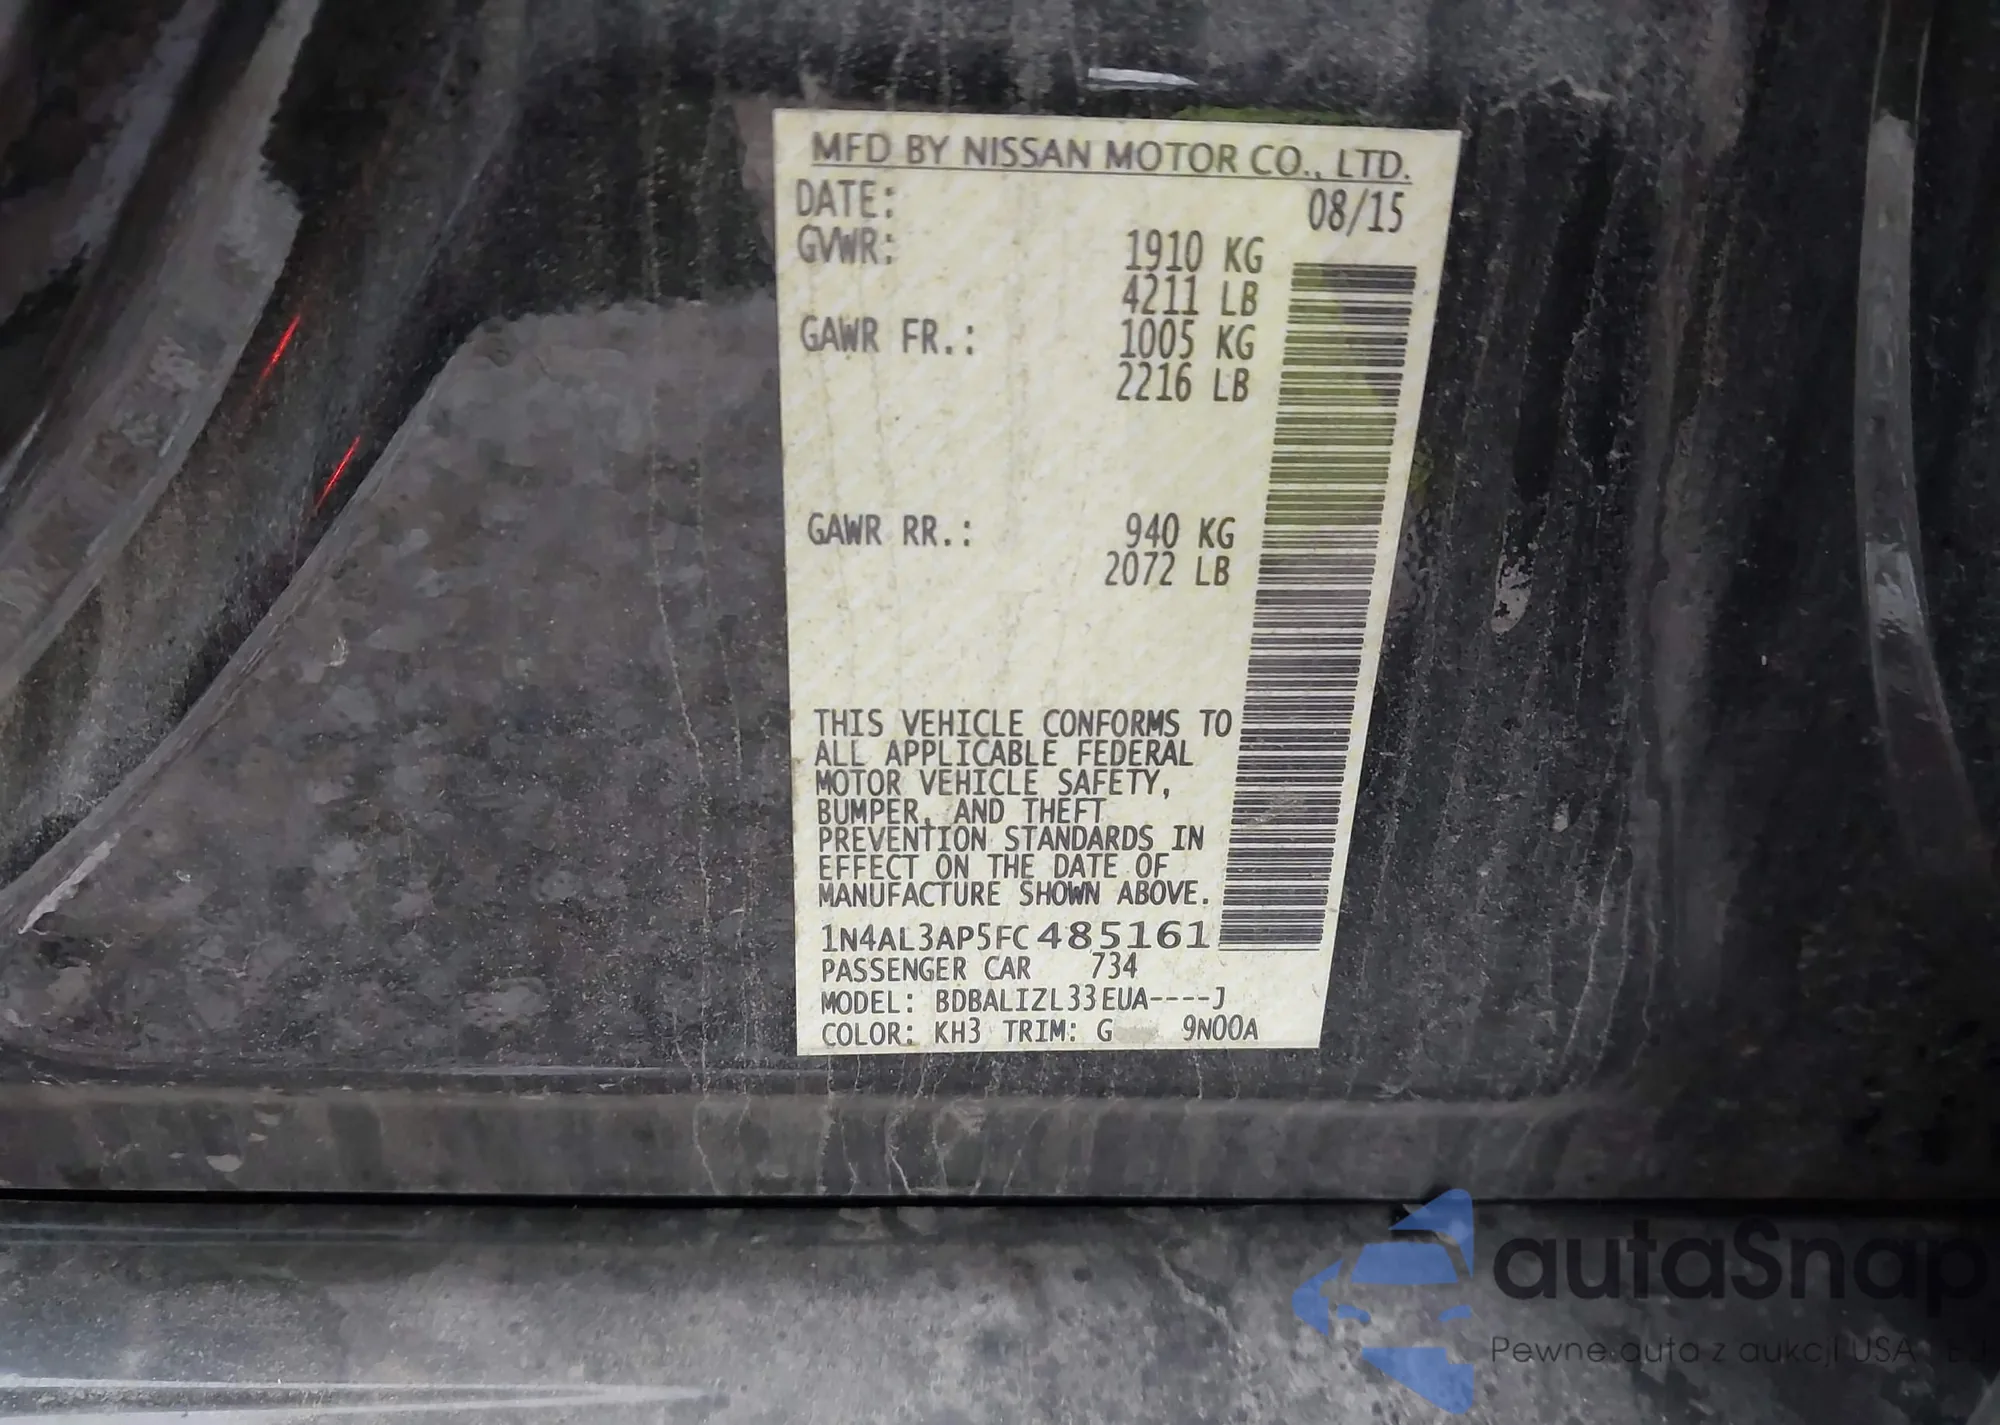 MFD BY NISSAN MOTOR CO., LTD.
DATE: 08/15
GVWR: 1910 KG
4211 LB
GAWR FR.: 1005 KG
2216 LB
GAWR RR.: 940 KG
2072 LB
THIS VEHICLE CONFORMS TO
ALL APPLICABLE FEDERAL
MOTOR VEHICLE SAFETY,
BUMPER, AND THEFT
PREVENTION STANDARDS IN
EFFECT ON THE DATE OF
MANUFACTURE SHOWN ABOVE.
1N4AL3AP5FC485161
PASSENGER CAR 734
MODEL: BDBALIZL33EUA----J
COLOR: KH3 TRIM: G 9N00A
autaSnap
Pewne auta z aukcji USA i EU